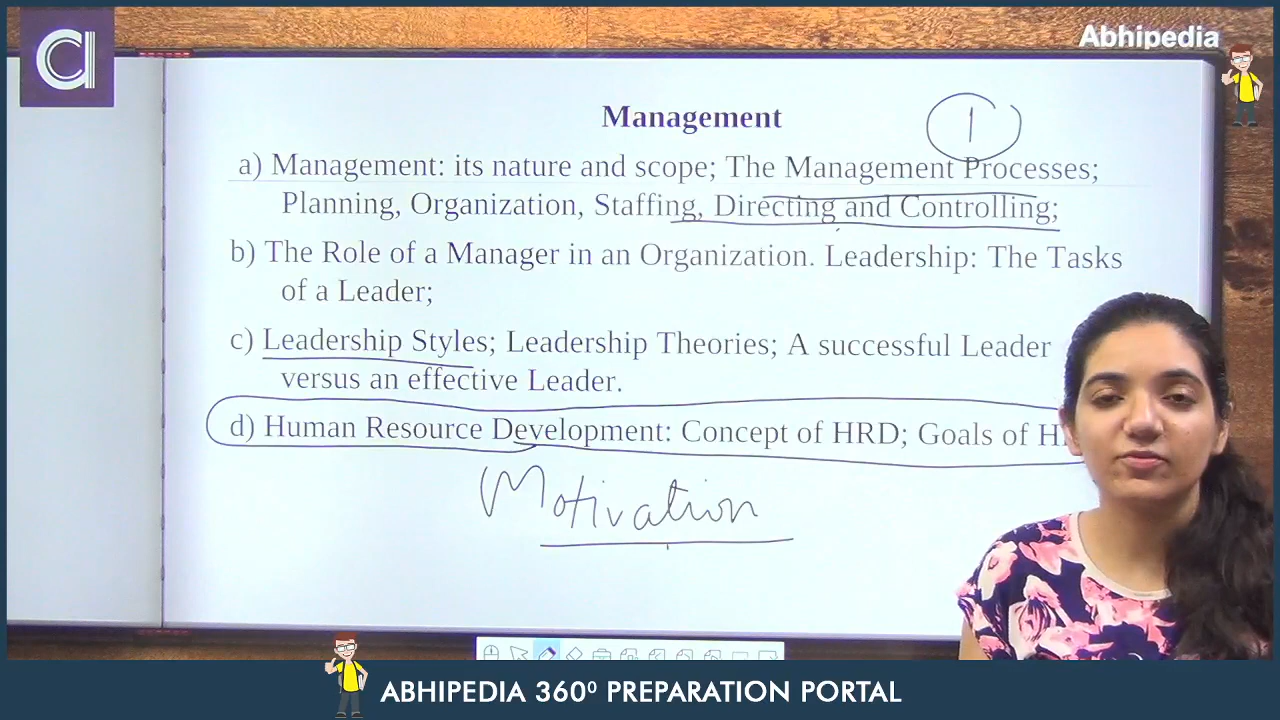 Abhipedia
Management
1
a) Management: its nature and scope; The Management Processes;
Planning, Organization, Staffing, Directing and Controlling;
b) The Role of a Manager in an Organization. Leadership: The Tasks
of a Leader;
c) Leadership Styles; Leadership Theories; A successful Leader
versus an effective Leader.
d) Human Resource Development: Concept of HRD; Goals of H
Motivation
ABHIPEDIA 360⁰ PREPARATION PORTAL